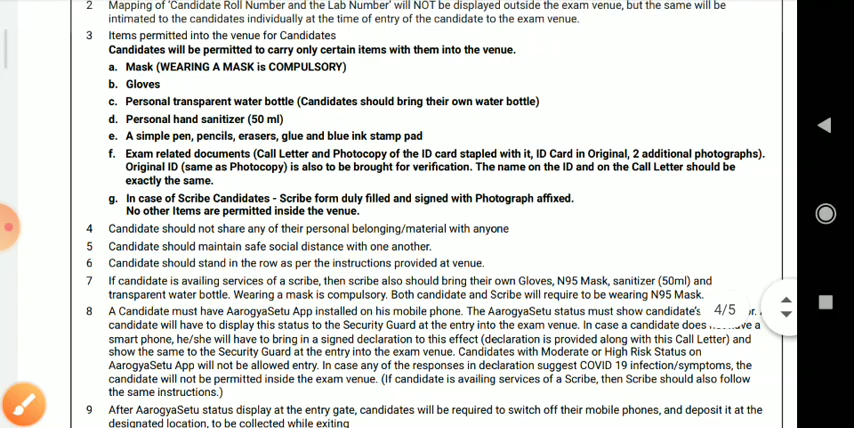 2 Mapping of 'Candidate Roll Number and the Lab Number' will NOT be displayed outside the exam venue, but the same will be
intimated to the candidates individually at the time of entry of the candidate to the exam venue.
3 Items permitted into the venue for Candidates
Candidates will be permitted to carry only certain items with them into the venue.
a. Mask (WEARING A MASK is COMPULSORY)
b. Gloves
c. Personal transparent water bottle (Candidates should bring their own water bottle)
d. Personal hand sanitizer (50 ml)
e. A simple pen, pencils, erasers, glue and blue ink stamp pad
f. Exam related documents (Call Letter and Photocopy of the ID card stapled with it, ID Card in Original, 2 additional photographs).
Original ID (same as Photocopy) is also to be brought for verification. The name on the ID and on the Call Letter should be
exactly the same.
g. In case of Scribe Candidates - Scribe form duly filled and signed with Photograph affixed.
No other Items are permitted inside the venue.
4 Candidate should not share any of their personal belonging/material with anyone
5 Candidate should maintain safe social distance with one another.
6 Candidate should stand in the row as per the instructions provided at venue.
7 If candidate is availing services of a scribe, then scribe also should bring their own Gloves, N95 Mask, sanitizer (50ml) and
transparent water bottle. Wearing a mask is compulsory. Both candidate and Scribe will require to be wearing N95 Mask.
8 A Candidate must have AarogyaSetu App installed on his mobile phone. The AarogyaSetu status must show candidate's
4/5
candidate will have to display this status to the Security Guard at the entry into the exam venue. In case a candidate does a
smart phone, he/she will have to bring in a signed declaration to this effect (declaration is provided along with this Call Letter) and
show the same to the Security Guard at the entry into the exam venue. Candidates with Moderate or High Risk Status on
AarogyaSetu App will not be allowed entry. In case any of the responses in declaration suggest COVID 19 infection/symptoms, the
candidate will not be permitted inside the exam venue. (If candidate is availing services of a Scribe, then Scribe should also follow
the same instructions.)
9 After AarogyaSetu status display at the entry gate, candidates will be required to switch off their mobile phones, and deposit it at the
designated location, to be collected while exiting